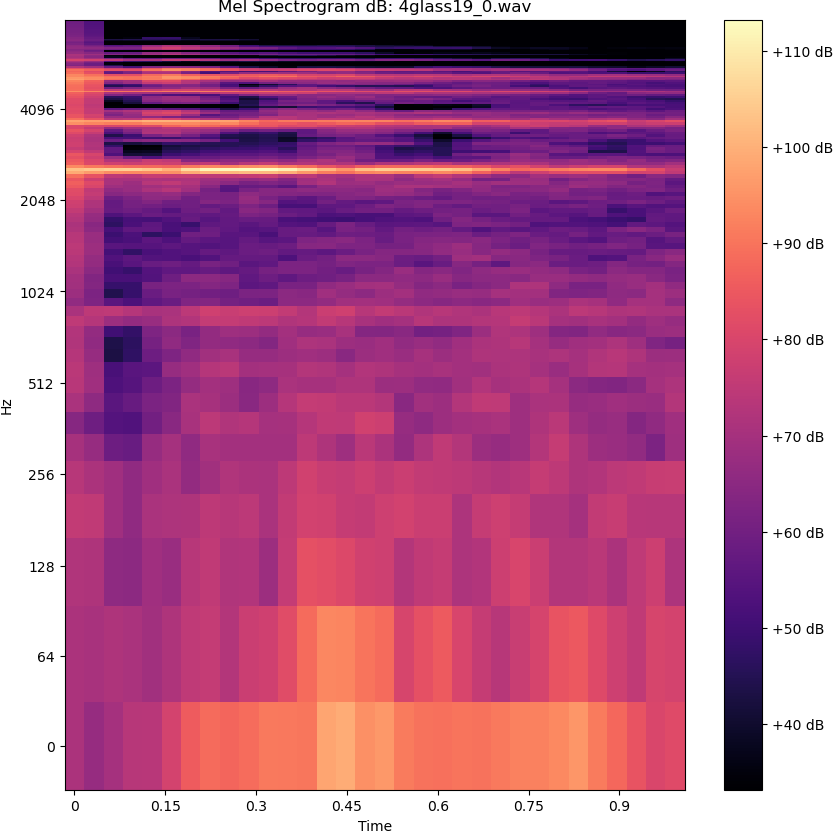 Mel Spectrogram dB: 4glass19_0.wav
Hz
4096
2048
1024
512
256
128
64
0
0 0.15 0.3 0.45 0.6 0.75 0.9
Time
+110 dB
+100 dB
+90 dB
+80 dB
+70 dB
+60 dB
+50 dB
+40 dB